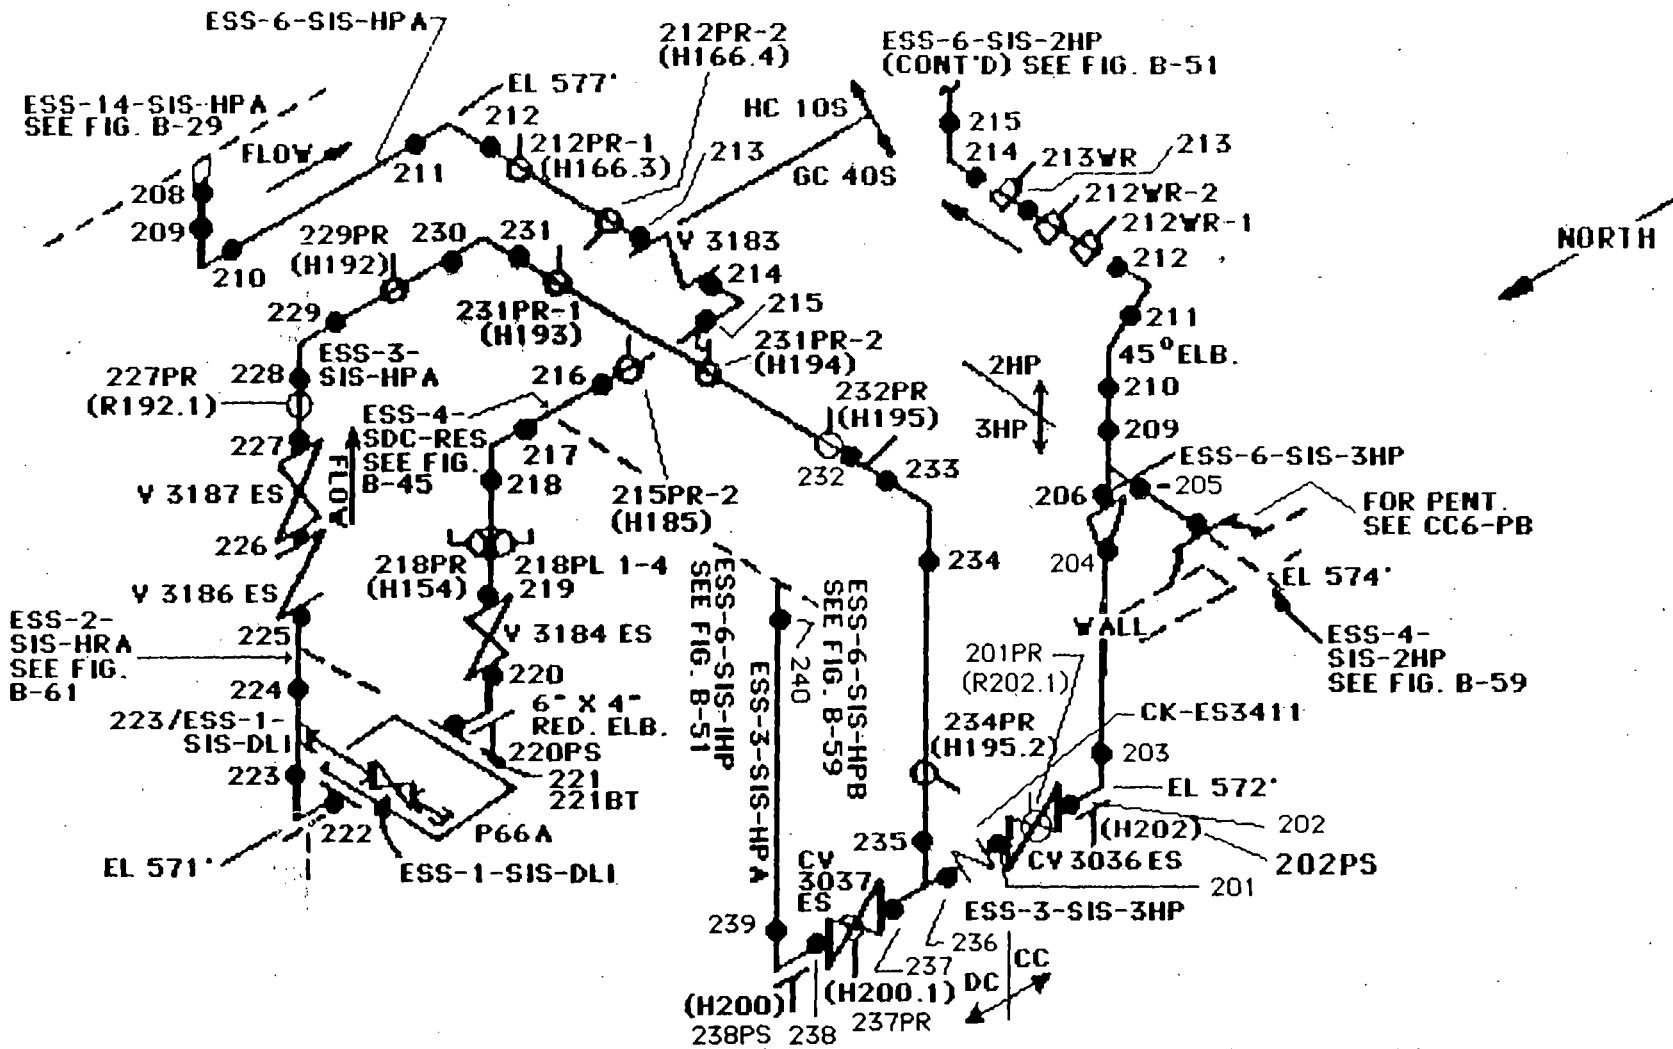 ESS-6-SIS-HPA
212PR-2
(H166.4)
ESS-6-SIS-2HP
(CONT'D) SEE FIG. B-51
EL 577'
ESS-14-SIS-HPA
SEE FIG. B-29
HC 10S
212
215
FLOW
212PR-1
(H166.3)
213
214
213WR
213
211
GC 40S
208
212WR-2
209
229PR
(H192)
230
231
V 3183
212WR-1
NORTH
210
214
212
231PR-1
(H193)
215
229
211
ESS-3-
SIS-HPA
231PR-2
(H194)
45° ELB.
227PR
(R192.1)
228
216
232PR
(H195)
2HP
210
ESS-4-
SDC-RES
SEE FIG.
B-45
3HP
209
227
217
232
233
ESS-6-SIS-3HP
FLOW
V 3187 ES
218
215PR-2
(H185)
206
205
FOR PENT.
SEE CC6-PB
226
218PR
(H154)
218PL 1-4
234
204
EL 574'
V 3186 ES
219
ESS-6-SIS-1HP
SEE FIG. B-51
ESS-6-SIS-HPB
SEE FIG. B-59
ESS-2-
SIS-HRA
SEE FIG.
B-61
225
V 3184 ES
WALL
ESS-4-
SIS-2HP
SEE FIG. B-59
220
240
201PR
(R202.1)
224
6" X 4"
RED. ELB.
ESS-3-SIS-HPA
223/ESS-1-
SIS-DLI
234PR
(H195.2)
CK-ES3411
220PS
203
223
221
221BT
EL 572'
222
P66A
235
(H202)
202
EL 571'
ESS-1-SIS-DLI
CV
3037
ES
CV 3036 ES
202PS
201
ESS-3-SIS-3HP
239
236
237
CC
DC
(H200)
(H200.1)
238PS
238
237PR